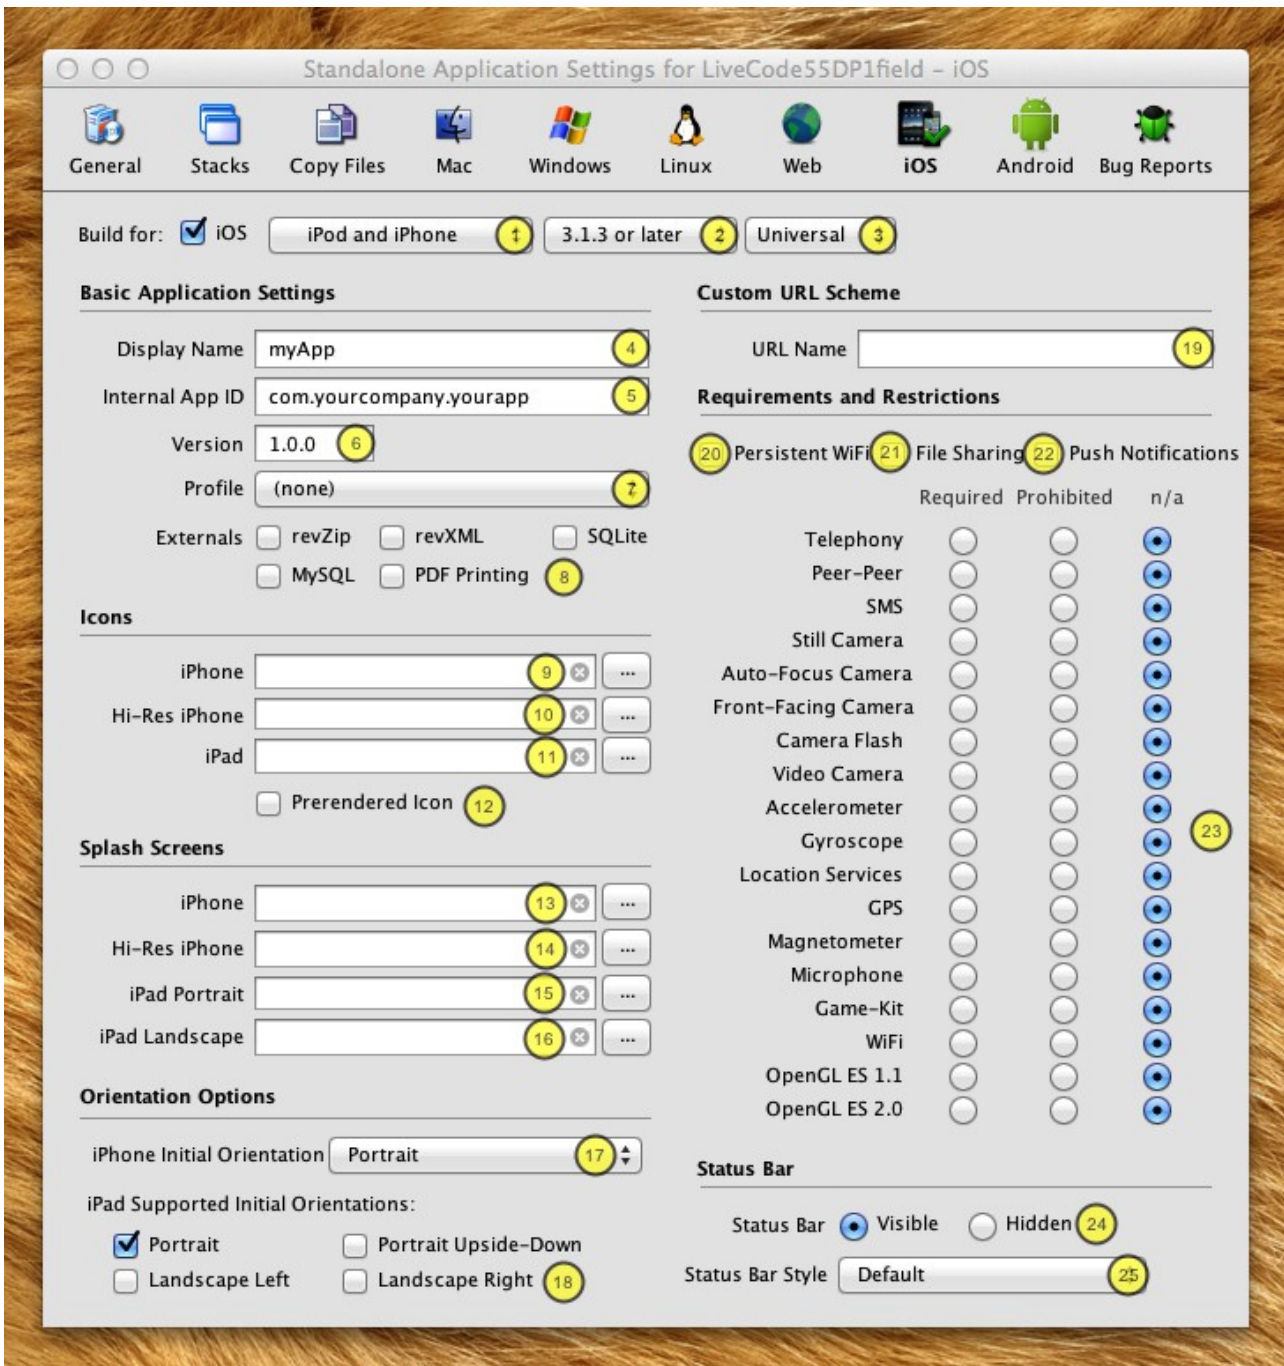 Standalone Application Settings for LiveCode55DP1field – iOS
General Stacks Copy Files Mac Windows Linux Web iOS Android Bug Reports
Build for: iOS iPod and iPhone 1 3.1.3 or later 2 Universal 3
Basic Application Settings
Display Name myApp 4
Internal App ID com.yourcompany.yourapp 5
Version 1.0.0 6
Profile (none) 7
Externals revZip revXML SQLite
MySQL PDF Printing 8
Icons
iPhone 9 ...
Hi-Res iPhone 10 ...
iPad 11 ...
Prerendered Icon 12
Splash Screens
iPhone 13 ...
Hi-Res iPhone 14 ...
iPad Portrait 15 ...
iPad Landscape 16 ...
Orientation Options
iPhone Initial Orientation Portrait 17
iPad Supported Initial Orientations:
Portrait Portrait Upside-Down
Landscape Left Landscape Right 18
Custom URL Scheme
URL Name 19
Requirements and Restrictions
20 Persistent WiFi 21 File Sharing 22 Push Notifications
Required Prohibited n/a
Telephony
Peer-Peer
SMS
Still Camera
Auto-Focus Camera
Front-Facing Camera
Camera Flash
Video Camera
Accelerometer
23
Gyroscope
Location Services
GPS
Magnetometer
Microphone
Game-Kit
WiFi
OpenGL ES 1.1
OpenGL ES 2.0
Status Bar
Status Bar Visible Hidden 24
Status Bar Style Default 25